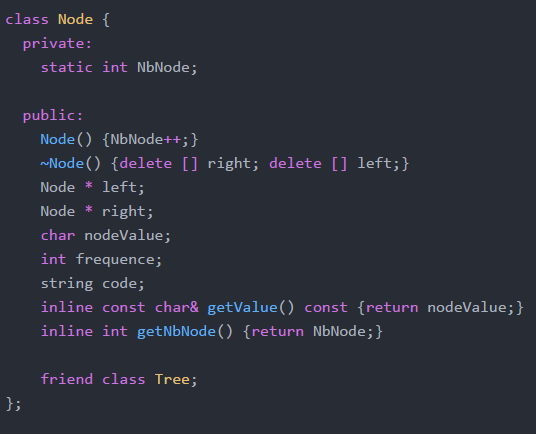 class Node {
  private:
    static int NbNode;

  public:
    Node() {NbNode++;}
    ~Node() {delete [] right; delete [] left;}
    Node * left;
    Node * right;
    char nodeValue;
    int frequence;
    string code;
    inline const char& getValue() const {return nodeValue;}
    inline int getNbNode() {return NbNode;}

    friend class Tree;
};